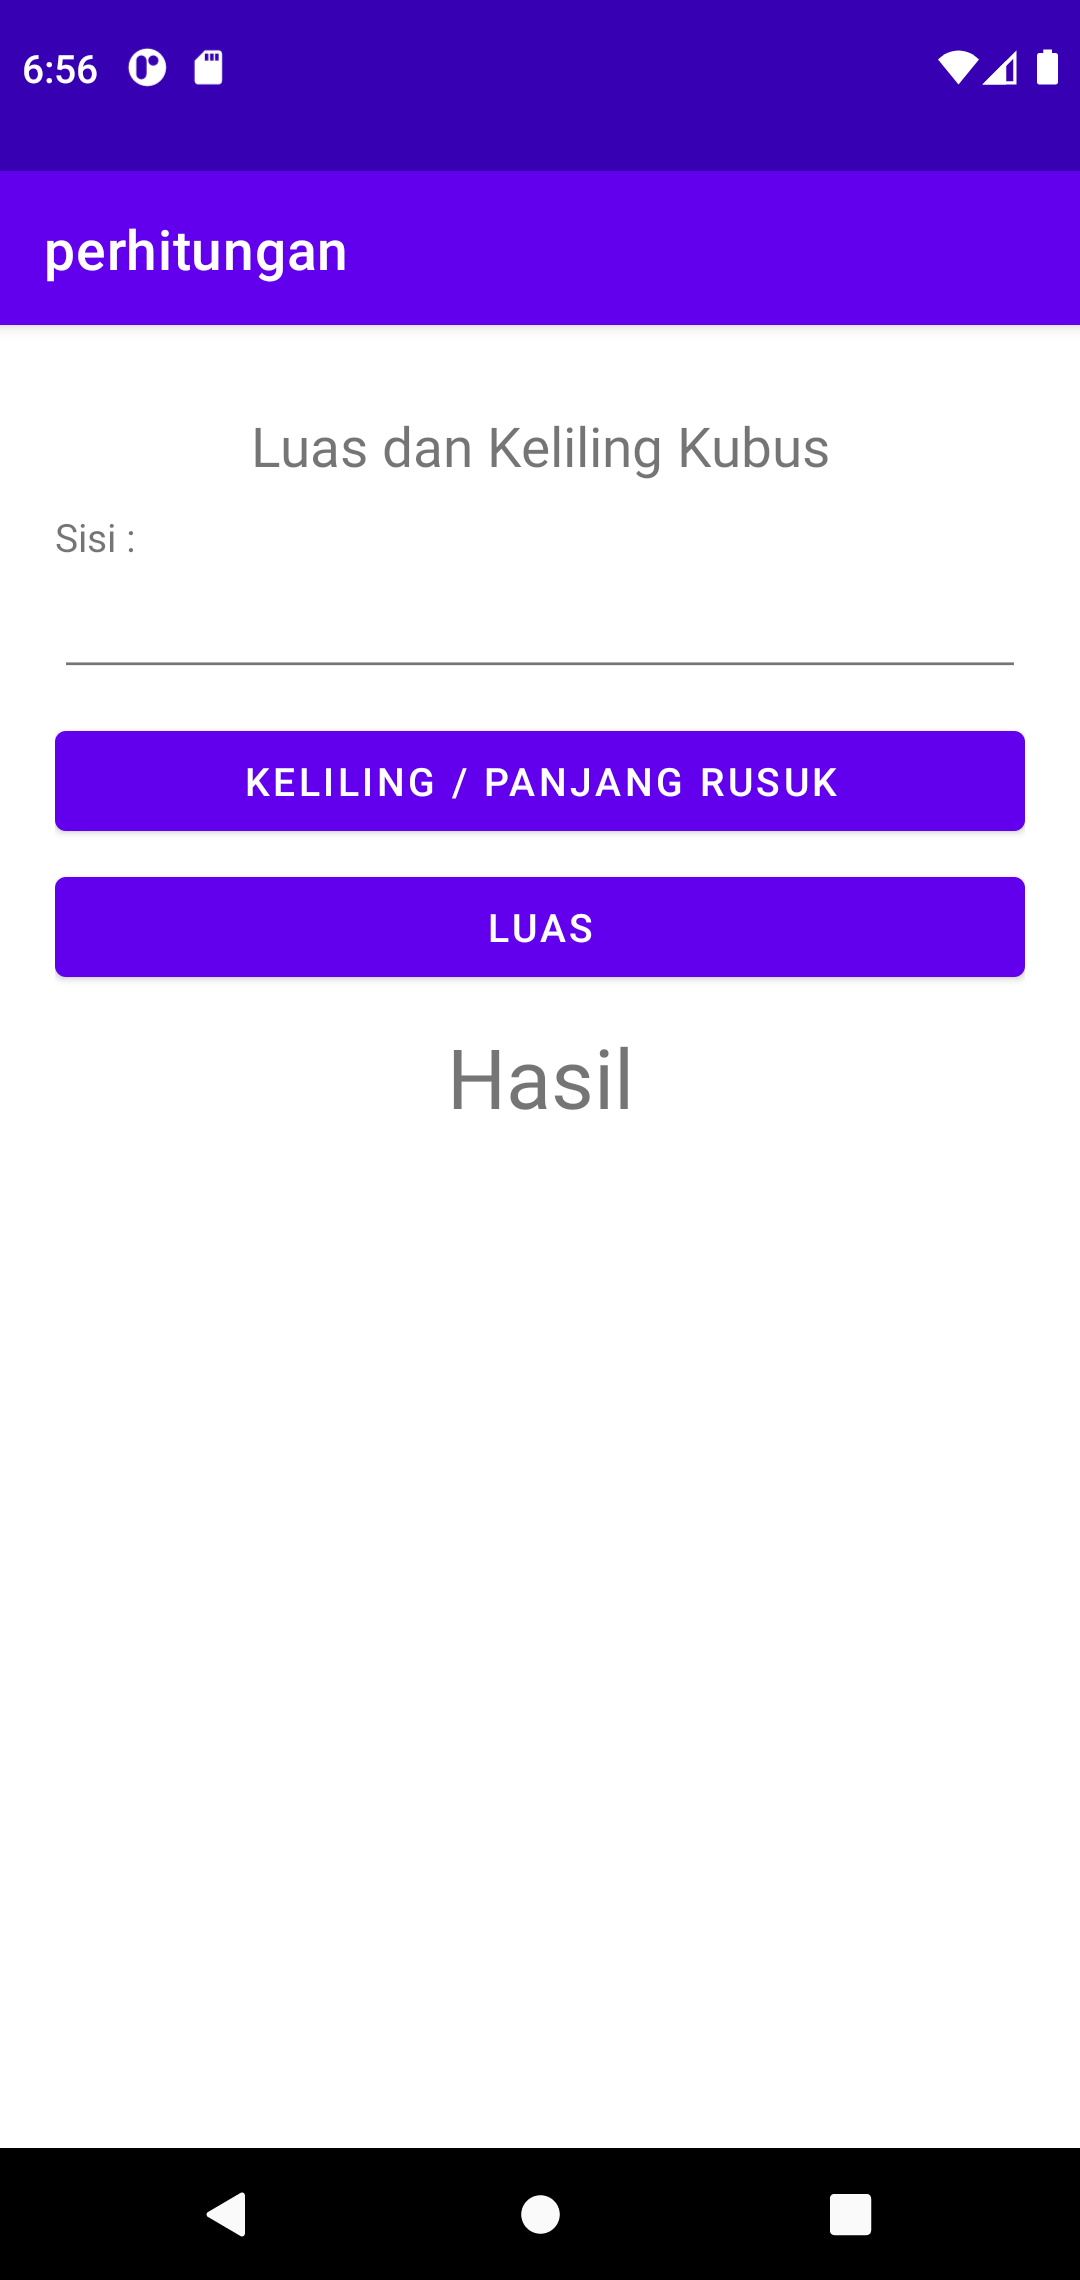 6:56
perhitungan
Luas dan Keliling Kubus
Sisi :
KELILING / PANJANG RUSUK
LUAS
Hasil